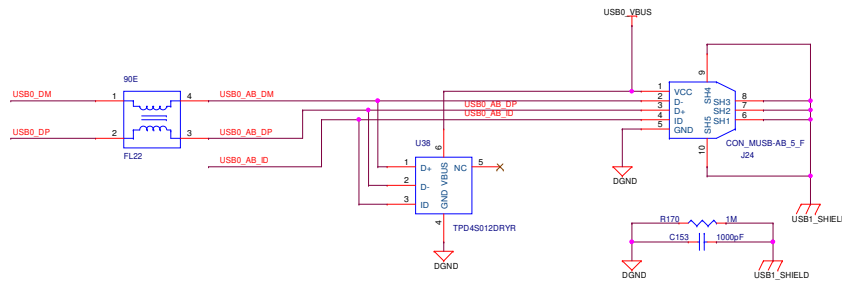 USB0_VBUS
90E
USB0_DM 1 4 USB0_AB_DM
USB0_DP 2 3 USB0_AB_DP
FL22
USB0_AB_ID
USB0_AB_DP
USB0_AB_ID
U38
6
1 D+ VBUS NC 5
2 D-
3 ID GND
4
TPD4S012DRYR
DGND
9
1 VCC SH4
2 D- SH3 8
3 D+ SH2 7
4 ID SH1 6
5 GND SH5
10
CON_MUSB-AB_5_F
J24
DGND
USB1_SHIEL
R170 1M
C153 1000pF
DGND
USB1_SHIELD